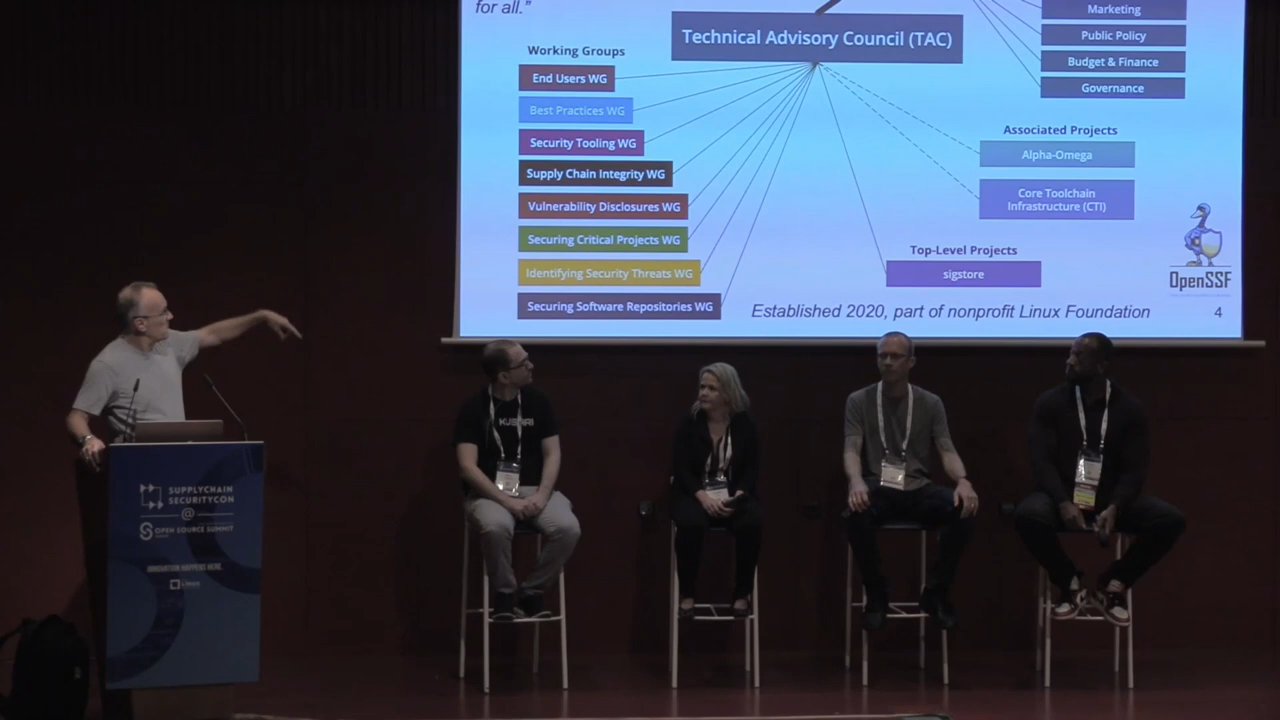 for all.”
Technical Advisory Council (TAC)
Marketing
Public Policy
Budget & Finance
Governance
Working Groups
End Users WG
Best Practices WG
Security Tooling WG
Supply Chain Integrity WG
Vulnerability Disclosures WG
Securing Critical Projects WG
Identifying Security Threats WG
Securing Software Repositories WG
Associated Projects
Alpha-Omega
Core Toolchain
Infrastructure (CTI)
Top-Level Projects
sigstore
OpenSSF
Established 2020, part of nonprofit Linux Foundation
4
SUPPLYCHAIN
SECURITYCON
@
OPEN SOURCE SUMMIT
INNOVATION HAPPENS HERE.